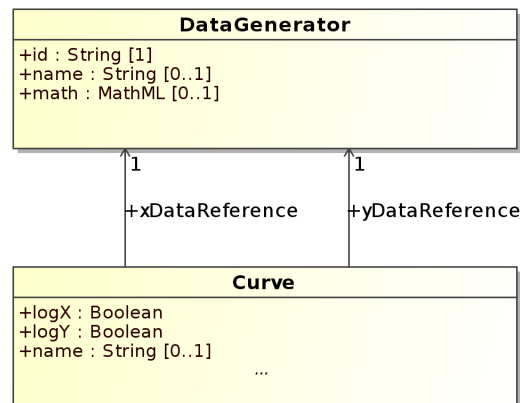 DataGenerator
+id : String [1]
+name : String [0..1]
+math : MathML [0..1]
1
1
+xDataReference
+yDataReference
Curve
+logX : Boolean
+logY : Boolean
+name : String [0..1]
...